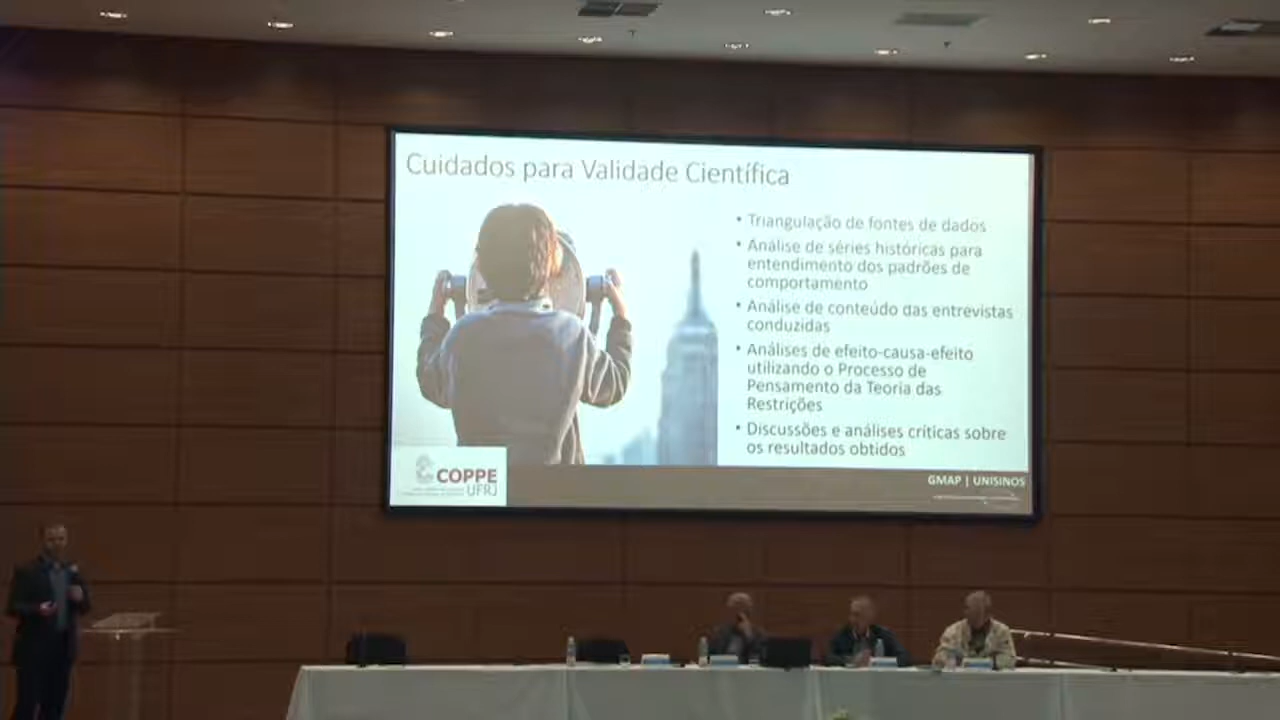 Cuidados para Validade Científica
• Triangulação de fontes de dados
• Análise de séries históricas para
entendimento dos padrões de
comportamento
• Análise de conteúdo das entrevistas
conduzidas
• Análises de efeito-causa-efeito
utilizando o Processo de
Pensamento da Teoria das
Restrições
• Discussões e análises críticas sobre
os resultados obtidos
COPPE
UFRJ
GMAP | UNISINOS